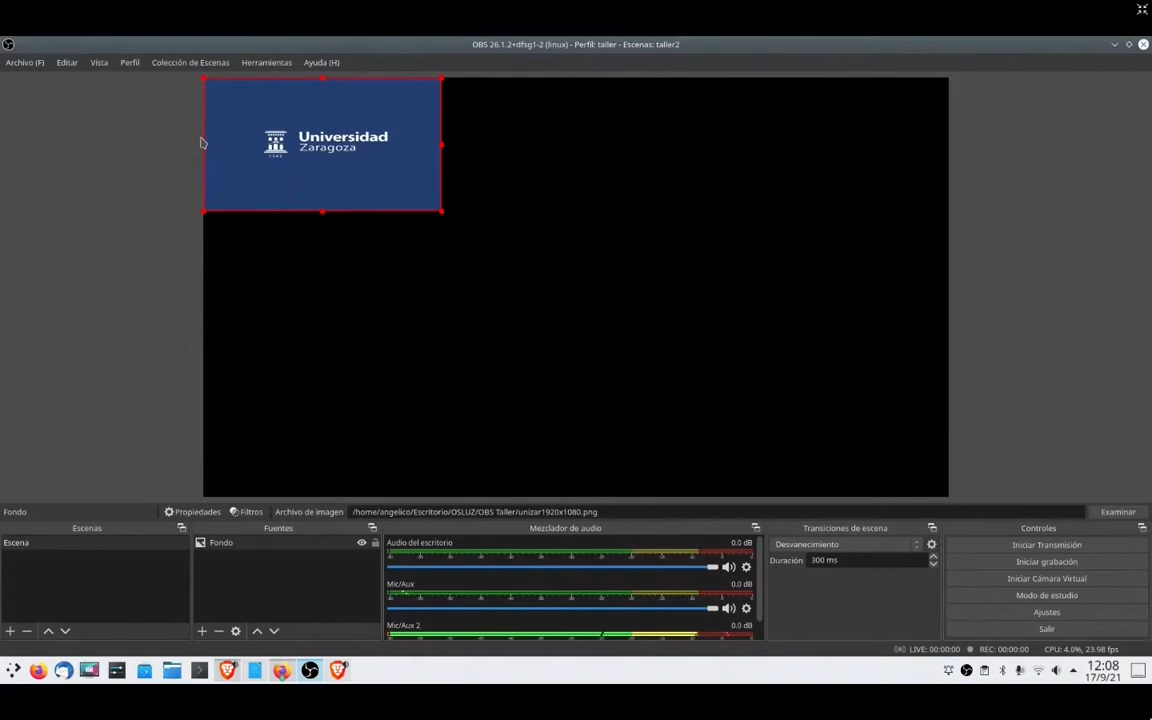 OBS 26.1.2+dfsg1-2 (linux) - Perfil: taller - Escenas: taller2
Archivo (F) Editar Vista Perfil Colección de Escenas Herramientas Ayuda (H)
Universidad
Zaragoza
1542
Fondo Propiedades Filtros Archivo de imagen /home/angelico/Escritorio/OSLUZ/OBS Taller/unizar1920x1080.png Examinar
Escenas Fuentes Mezclador de audio Transiciones de escena Controles
Escena Fondo Audio del escritorio 0.0 dB Desvanecimiento Iniciar Transmisión
Duración 300 ms Iniciar grabación
Mic/Aux 0.0 dB Iniciar Cámara Virtual
Modo de estudio
Ajustes
Mic/Aux 2 0.0 dB Salir
LIVE: 00:00:00 REC: 00:00:00 CPU: 4.0%, 23.98 fps
12:08
17/9/21